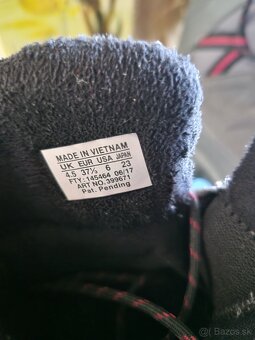 MADE IN VIETNAM
UK EUR USA JAPAN
4.5 37⅓ 6 23
FTY:145464 06/17
ART NO.399671
Pat. Pending
Bazos.sk